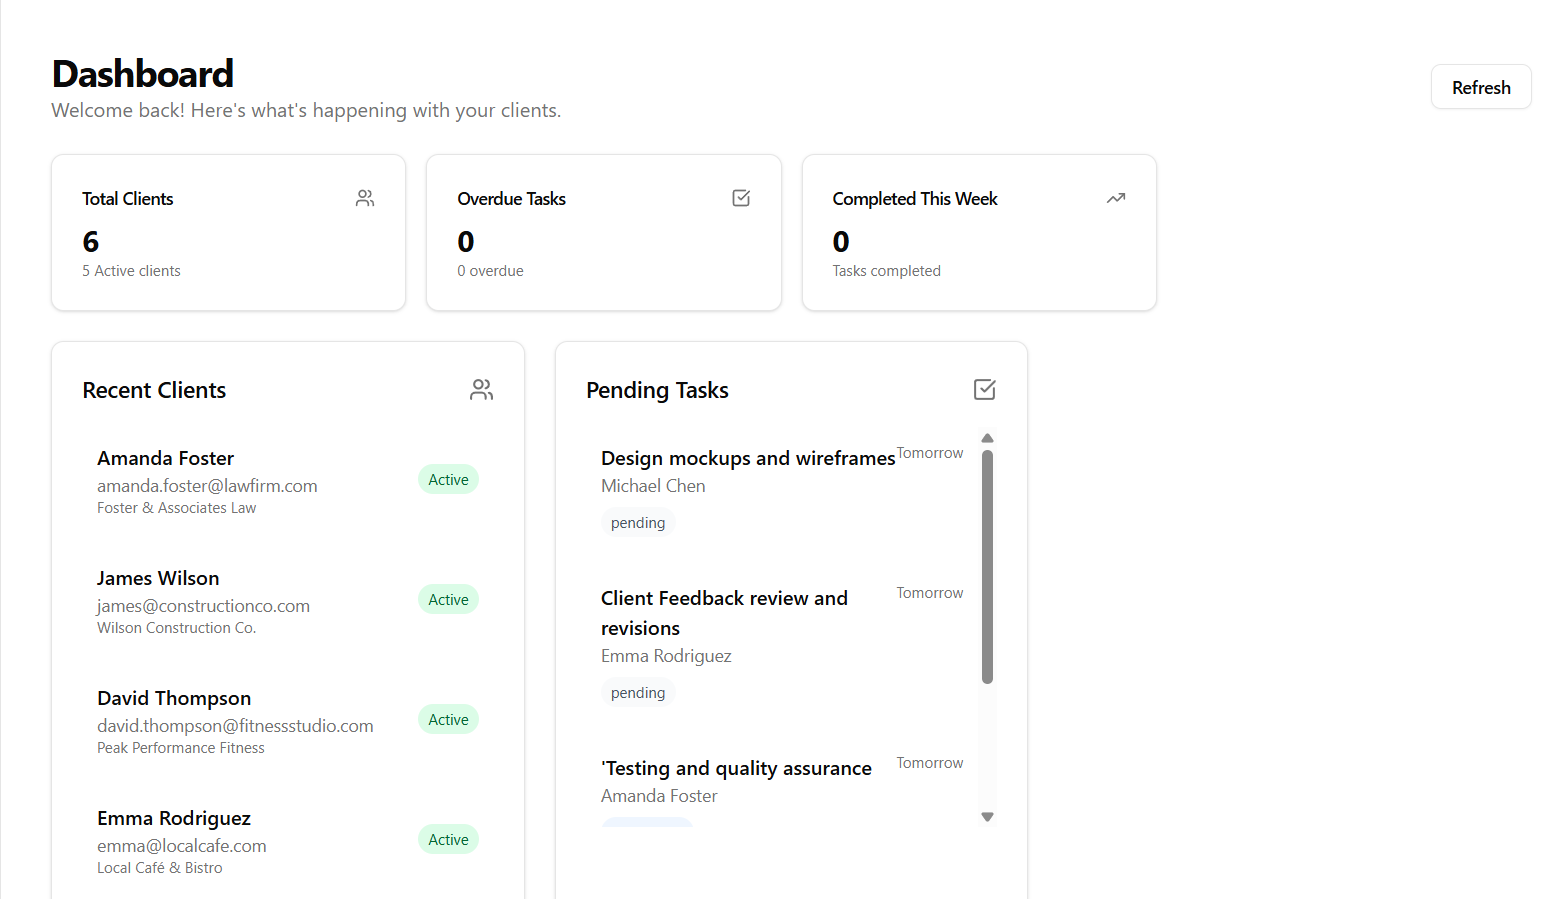 Dashboard
Welcome back! Here's what's happening with your clients.
Refresh
Total Clients
6
5 Active clients
Overdue Tasks
0
0 overdue
Completed This Week
0
Tasks completed
Recent Clients
Amanda Foster
amanda.foster@lawfirm.com
Foster & Associates Law
Active
James Wilson
james@constructionco.com
Wilson Construction Co.
Active
David Thompson
david.thompson@fitnessstudio.com
Peak Performance Fitness
Active
Emma Rodriguez
emma@localcafe.com
Local Café & Bistro
Active
Pending Tasks
Design mockups and wireframes
Tomorrow
Michael Chen
pending
Client Feedback review and
revisions
Tomorrow
Emma Rodriguez
pending
'Testing and quality assurance
Tomorrow
Amanda Foster